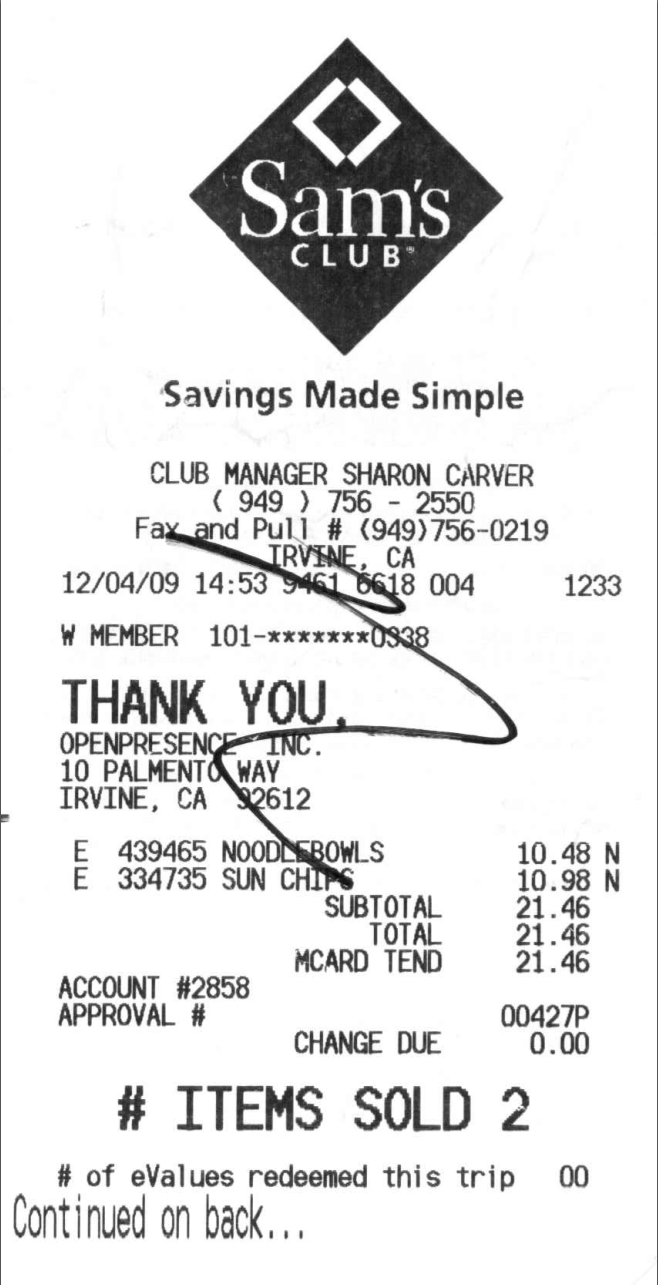 Sam's
CLUB®
Savings Made Simple
CLUB MANAGER SHARON CARVER
( 949 ) 756 - 2550
Fax and Pull # (949)756-0219
IRVINE, CA
12/04/09 14:53 9461 6618 004 1233
W MEMBER 101-*******0338
THANK YOU,
OPENPRESENCE INC.
10 PALMENTO WAY
IRVINE, CA 92612
E 439465 NOODLEBOWLS 10.48 N
E 334735 SUN CHIPS 10.98 N
SUBTOTAL 21.46
TOTAL 21.46
MCARD TEND 21.46
ACCOUNT #2858
APPROVAL # 00427P
CHANGE DUE 0.00
# ITEMS SOLD 2
# of eValues redeemed this trip 00
Continued on back...